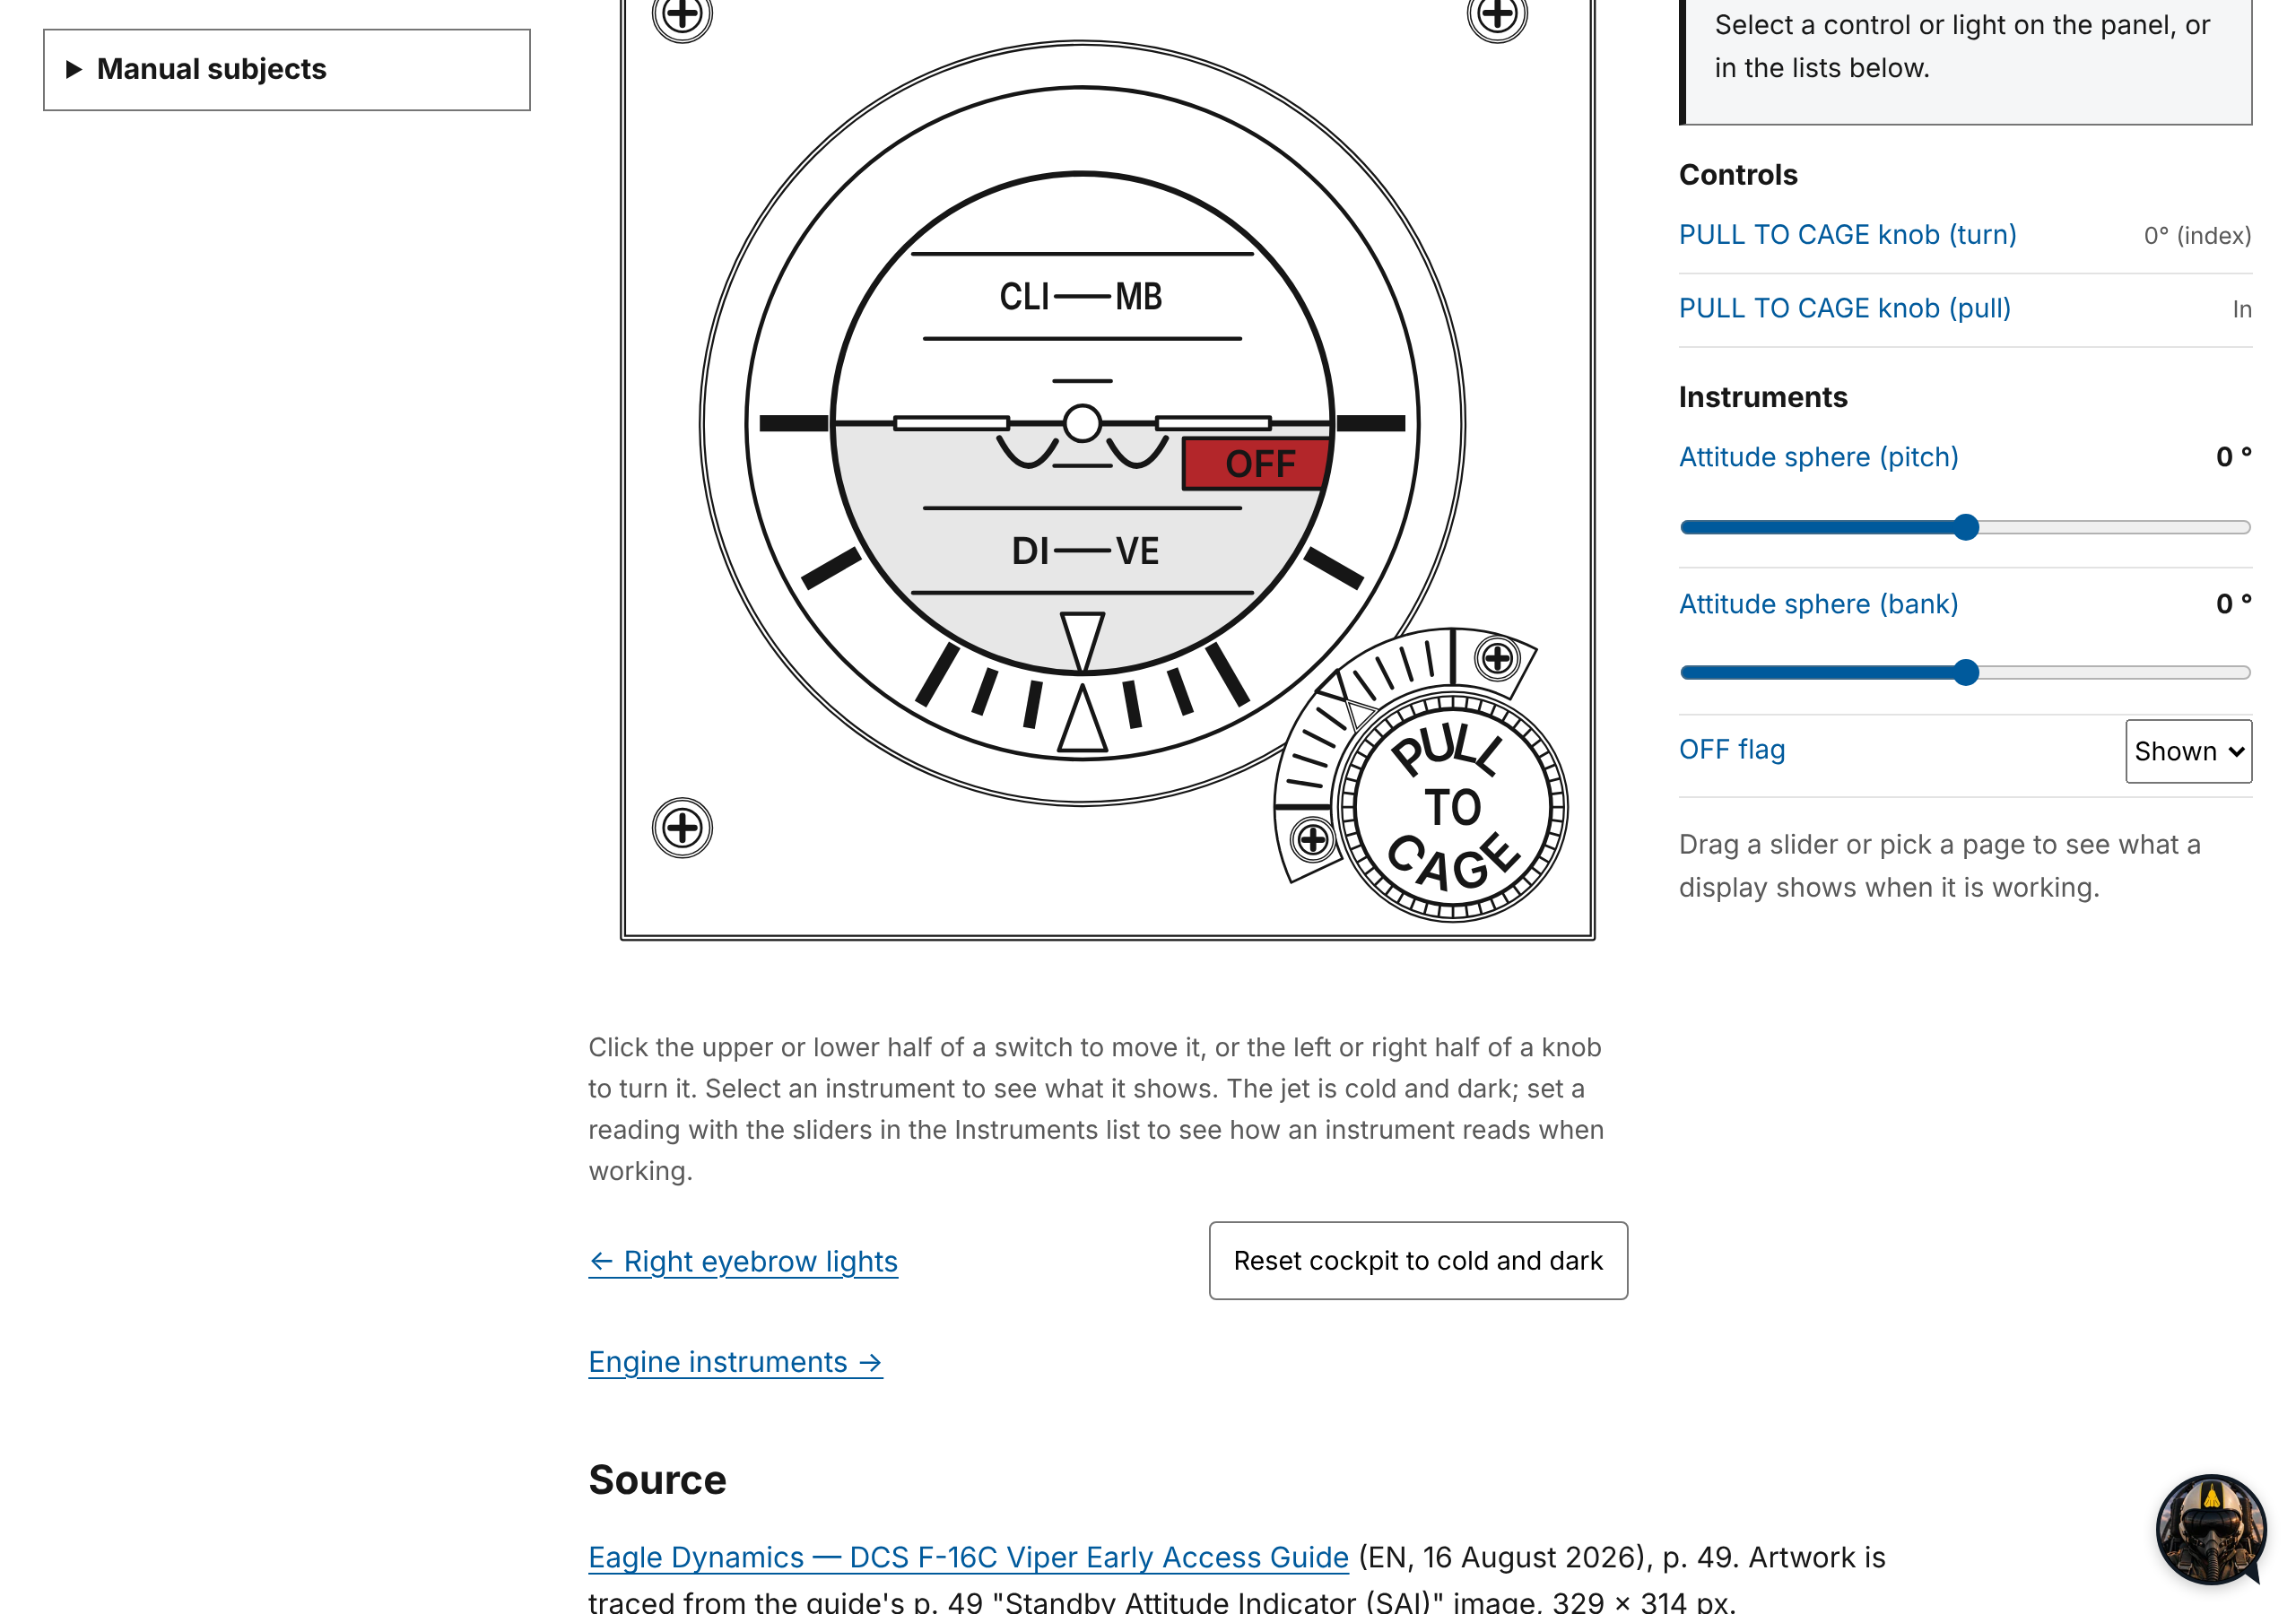 ▶ Manual subjects
CLI MB
OFF
DI VE
PULL
TO
CAGE
Click the upper or lower half of a switch to move it, or the left or right half of a knob
to turn it. Select an instrument to see what it shows. The jet is cold and dark; set a
reading with the sliders in the Instruments list to see how an instrument reads when
working.
← Right eyebrow lights
Reset cockpit to cold and dark
Engine instruments →
Select a control or light on the panel, or
in the lists below.
Controls
PULL TO CAGE knob (turn) 0° (index)
PULL TO CAGE knob (pull) In
Instruments
Attitude sphere (pitch) 0 °
Attitude sphere (bank) 0 °
OFF flag Shown
Drag a slider or pick a page to see what a
display shows when it is working.
Source
Eagle Dynamics — DCS F-16C Viper Early Access Guide (EN, 16 August 2026), p. 49. Artwork is
traced from the guide's p. 49 "Standby Attitude Indicator (SAI)" image, 329 × 314 px.